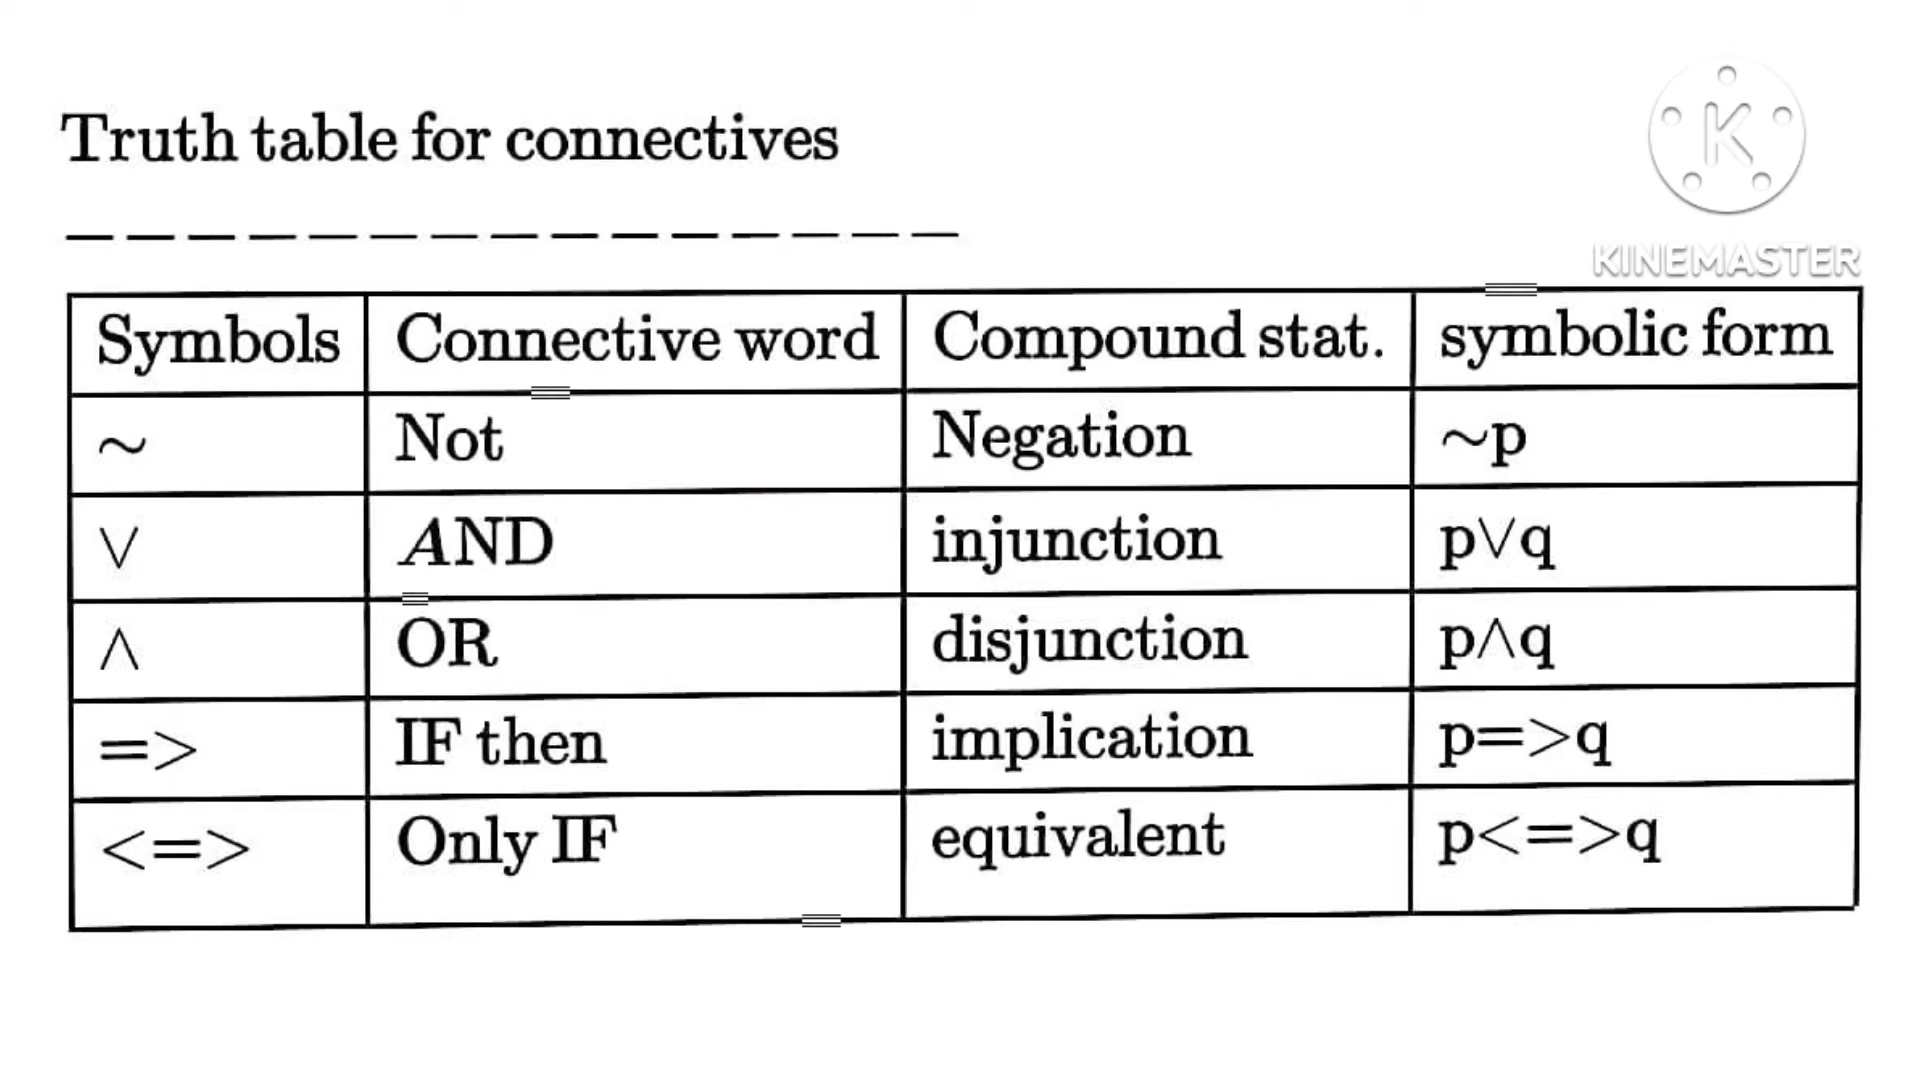 Truth table for connectives
KINEMASTER
Symbols Connective word Compound stat. symbolic form
~ Not Negation ~p
∨ AND injunction p∨q
∧ OR disjunction p∧q
=> IF then implication p=>q
<=> Only IF equivalent p<=>q